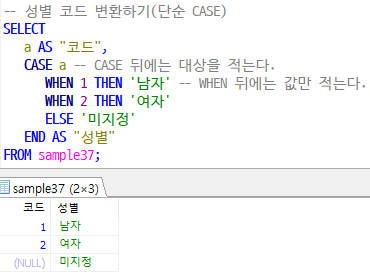 -- 성별 코드 변환하기(단순 CASE)
SELECT
a AS "코드",
CASE a -- CASE 뒤에는 대상을 적는다.
WHEN 1 THEN '남자' -- WHEN 뒤에는 값만 적는다.
WHEN 2 THEN '여자'
ELSE '미지정'
END AS "성별"
FROM sample37;
sample37 (2×3)
코드 성별
1 남자
2 여자
(NULL) 미지정